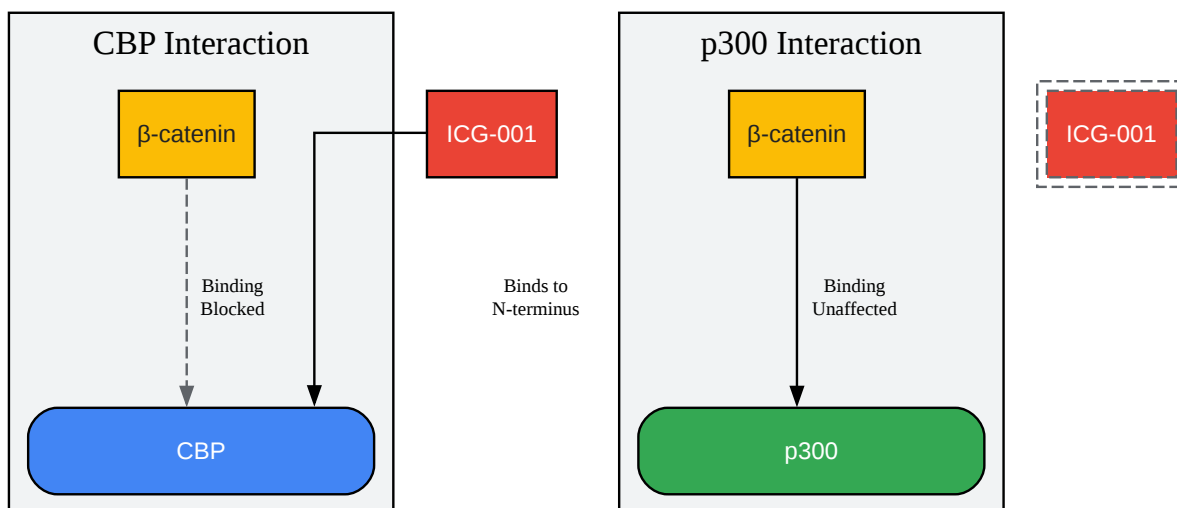 CBP Interaction
β-catenin
ICG-001
Binding
Blocked
Binds to
N-terminus
CBP
p300 Interaction
β-catenin
ICG-001
Binding
Unaffected
p300